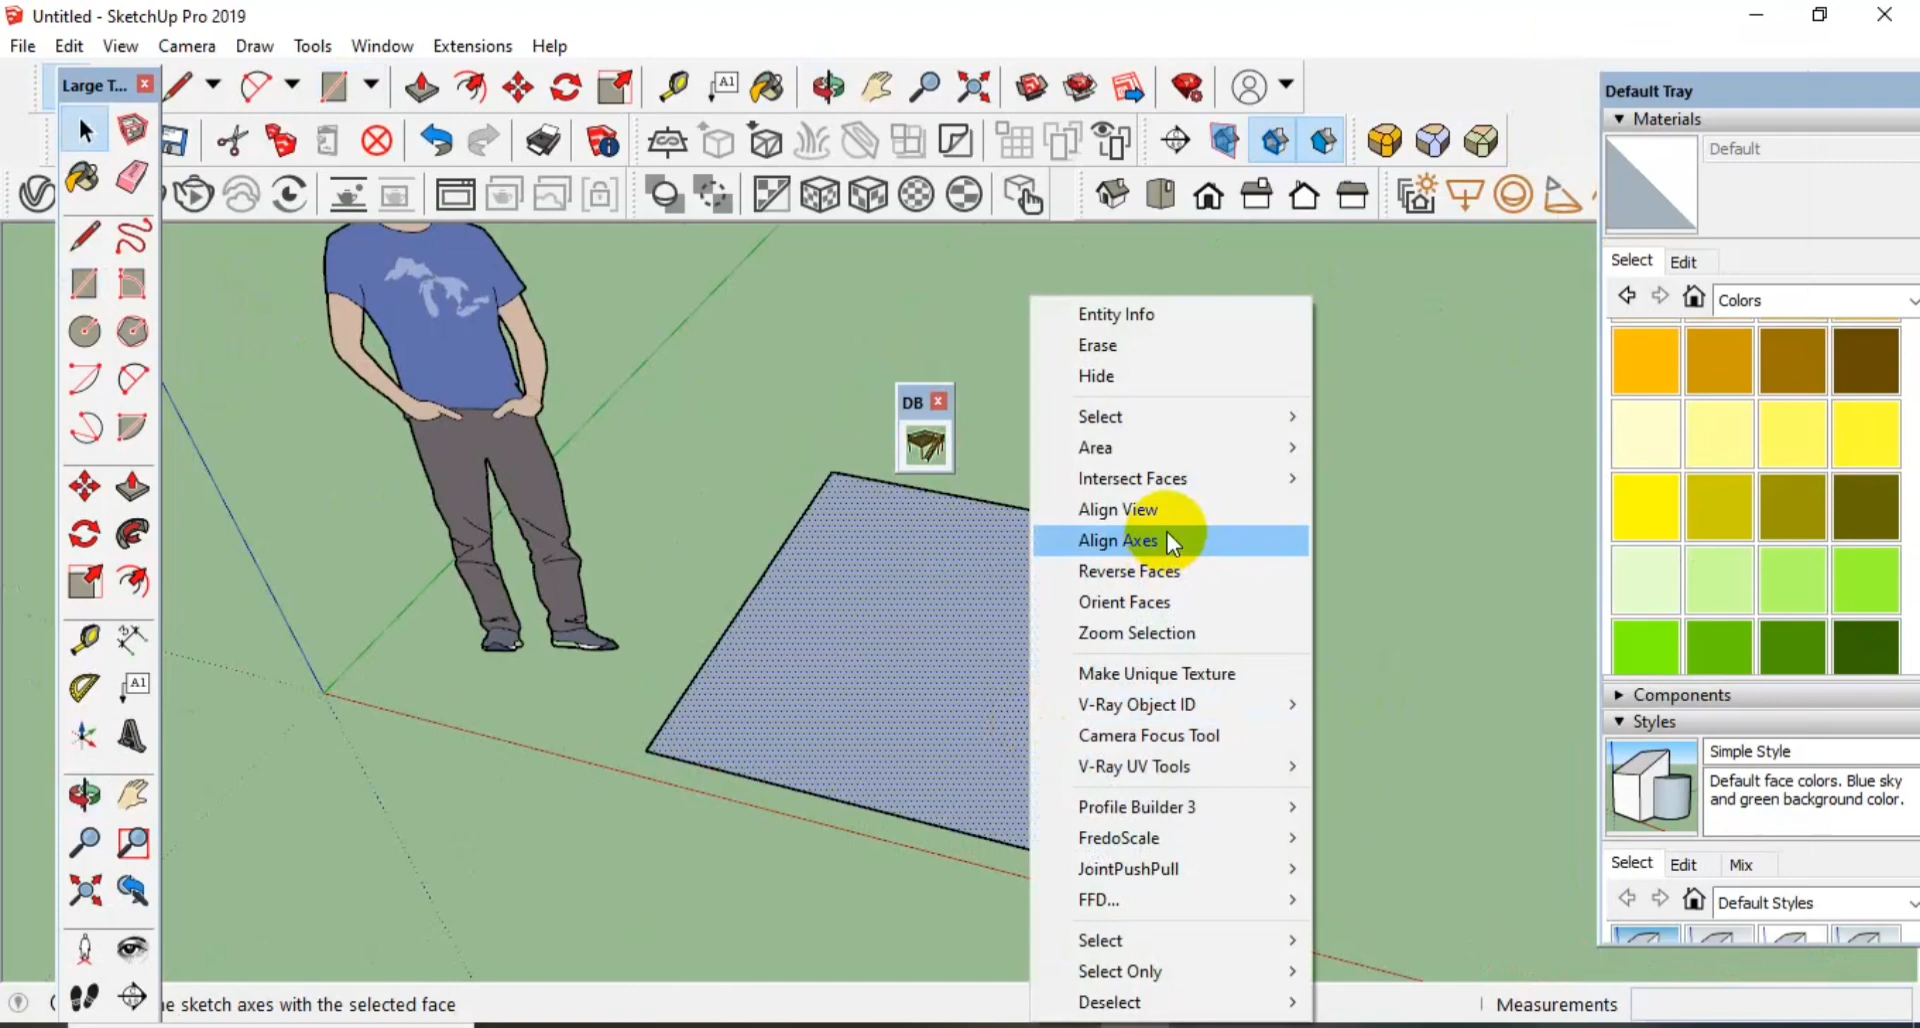 Untitled - SketchUp Pro 2019
File Edit View Camera Draw Tools Window Extensions Help
Large T...
A1
Default Tray
Materials
Default
Select Edit
Colors
DB
Entity Info
Erase
Hide
Select
Area
Intersect Faces
Align View
Align Axes
Reverse Faces
Orient Faces
Zoom Selection
Make Unique Texture
V-Ray Object ID
Camera Focus Tool
V-Ray UV Tools
Profile Builder 3
FredoScale
JointPushPull
FFD...
Select
Select Only
Deselect
A1
Components
Styles
Simple Style
Default face colors. Blue sky
and green background color.
Select Edit Mix
Default Styles
sketch axes with the selected face
Measurements